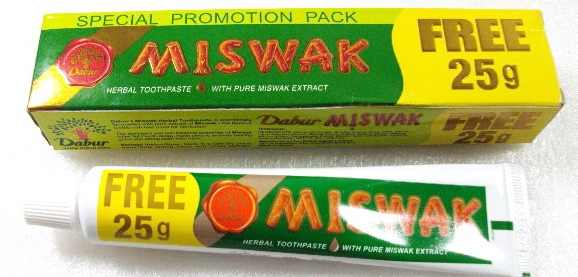 SPECIAL PROMOTION PACK
Dabur
MISWAK
HERBAL TOOTHPASTE WITH PURE MISWAK EXTRACT
FREE
25g
Dabur
Dabur MISWAK
FREE
25g
FREE
25g
MISWAK
HERBAL TOOTHPASTE WITH PURE MISWAK EXTRACT